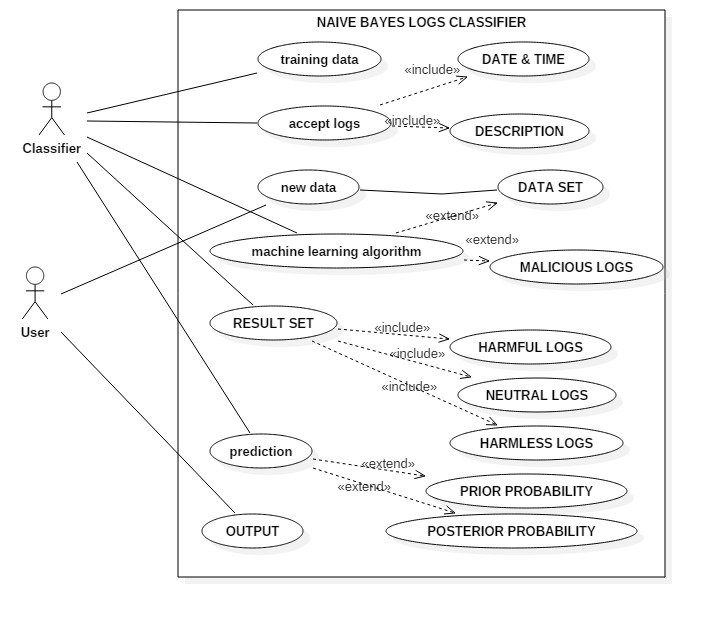 NAIVE BAYES LOGS CLASSIFIER
training data
«include»
DATE & TIME
accept logs
«include»
DESCRIPTION
Classifier
new data
DATA SET
«extend»
machine learning algorithm
«extend»
MALICIOUS LOGS
User
RESULT SET
«include»
HARMFUL LOGS
«include»
NEUTRAL LOGS
«include»
HARMLESS LOGS
prediction
«extend»
PRIOR PROBABILITY
«extend»
POSTERIOR PROBABILITY
OUTPUT